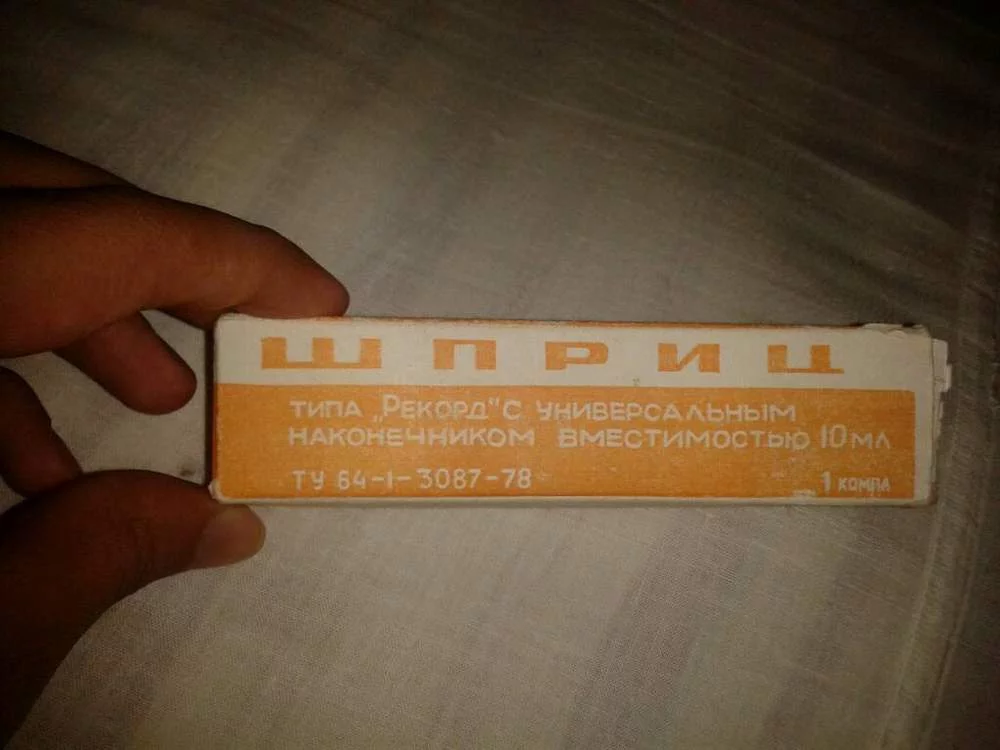 ШПРИЦ
ТИПА „РЕКОРД" С УНИВЕРСАЛЬНЫМ
НАКОНЕЧНИКОМ ВМЕСТИМОСТЬЮ 10 МЛ
ТУ 64-1-3087-78 1 КОМПЛ